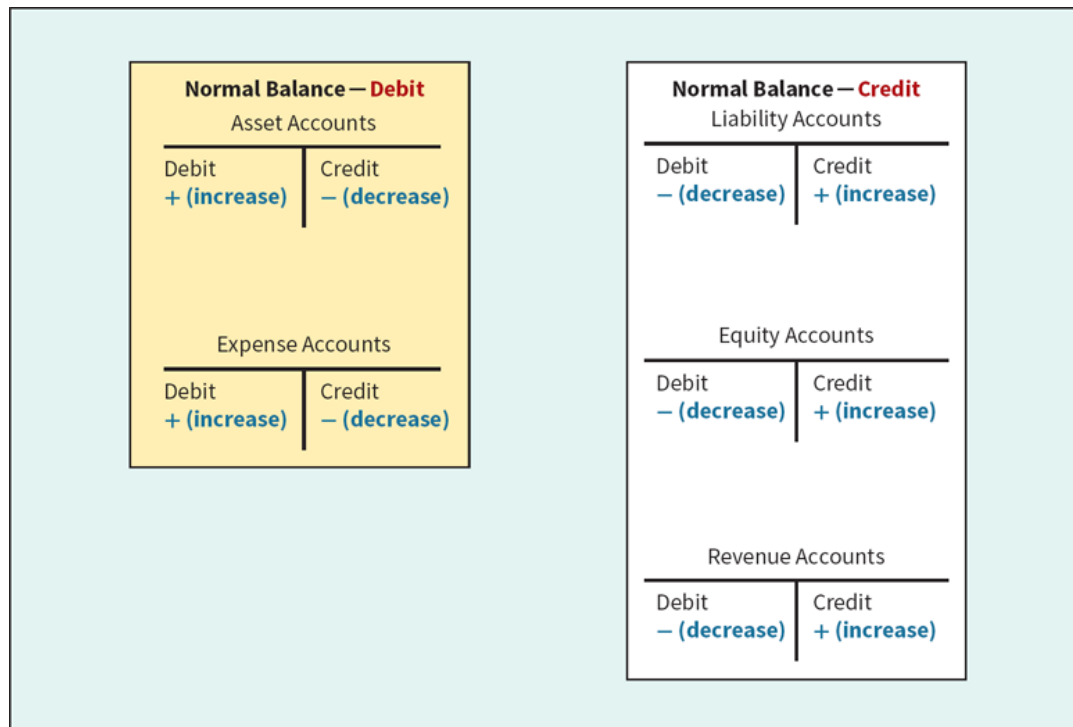 Normal Balance — Debit
Asset Accounts
Debit
+ (increase)
Credit
− (decrease)
Expense Accounts
Debit
+ (increase)
Credit
− (decrease)
Normal Balance — Credit
Liability Accounts
Debit
− (decrease)
Credit
+ (increase)
Equity Accounts
Debit
− (decrease)
Credit
+ (increase)
Revenue Accounts
Debit
− (decrease)
Credit
+ (increase)